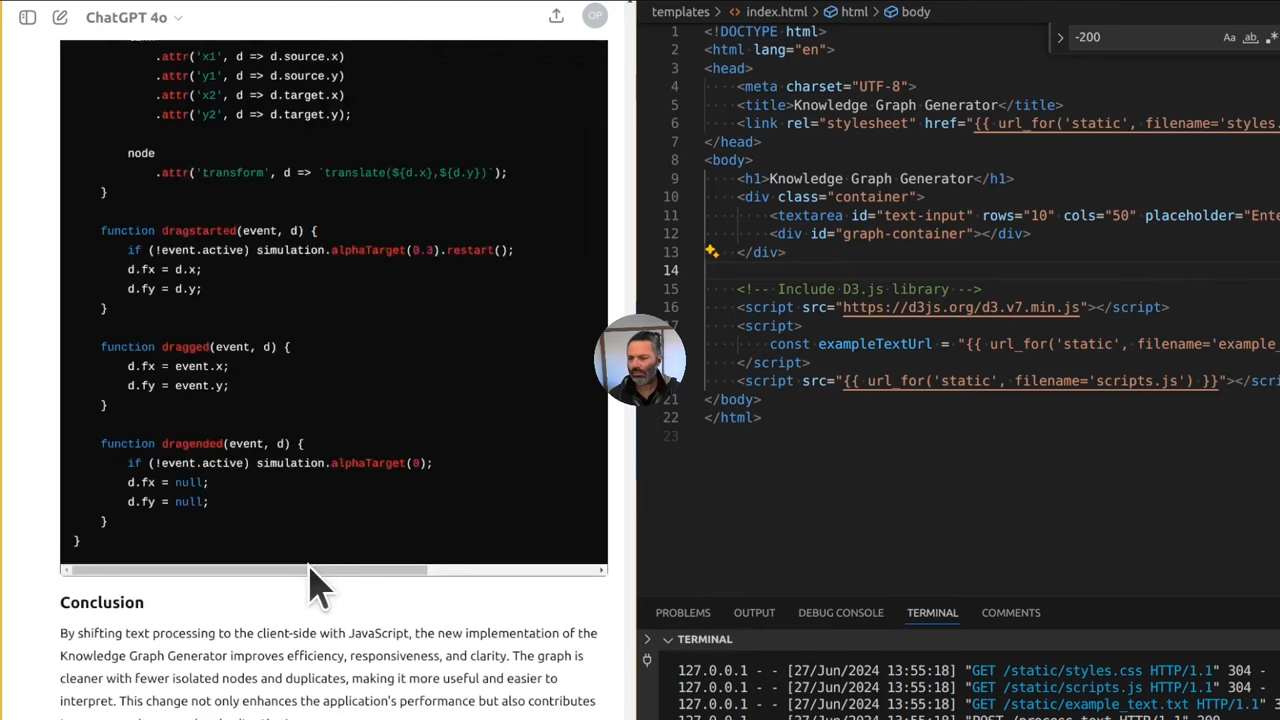 ChatGPT 4o
OP
.attr('x1', d => d.source.x)
.attr('y1', d => d.source.y)
.attr('x2', d => d.target.x)
.attr('y2', d => d.target.y);
node
.attr('transform', d => `translate(${d.x},${d.y})`);
}
function dragstarted(event, d) {
if (!event.active) simulation.alphaTarget(0.3).restart();
d.fx = d.x;
d.fy = d.y;
}
function dragged(event, d) {
d.fx = event.x;
d.fy = event.y;
}
function dragended(event, d) {
if (!event.active) simulation.alphaTarget(0);
d.fx = null;
d.fy = null;
}
}
Conclusion
By shifting text processing to the client-side with JavaScript, the new implementation of the
Knowledge Graph Generator improves efficiency, responsiveness, and clarity. The graph is
cleaner with fewer isolated nodes and duplicates, making it more useful and easier to
interpret. This change not only enhances the application's performance but also contributes
templates > index.html > html > body
-200
Aa ab
1 <!DOCTYPE html>
2 <html lang="en">
3 <head>
4 <meta charset="UTF-8">
5 <title>Knowledge Graph Generator</title>
6 <link rel="stylesheet" href="{{ url_for('static', filename='styles.
7 </head>
8 <body>
9 <h1>Knowledge Graph Generator</h1>
10 <div class="container">
11 <textarea id="text-input" rows="10" cols="50" placeholder="Ente
12 <div id="graph-container"></div>
13 </div>
14
15 <!-- Include D3.js library -->
16 <script src="https://d3js.org/d3.v7.min.js"></script>
<script>
const exampleTextUrl = "{{ url_for('static', filename='example_
</script>
<script src="{{ url_for('static', filename='scripts.js') }}"></scri
21 </body>
22 </html>
23
PROBLEMS OUTPUT DEBUG CONSOLE TERMINAL COMMENTS
TERMINAL
127.0.0.1 - - [27/Jun/2024 13:55:18] "GET /static/styles.css HTTP/1.1" 304 -
127.0.0.1 - - [27/Jun/2024 13:55:18] "GET /static/scripts.js HTTP/1.1" 304 -
127.0.0.1 - - [27/Jun/2024 13:55:18] "GET /static/example_text.txt HTTP/1.1"